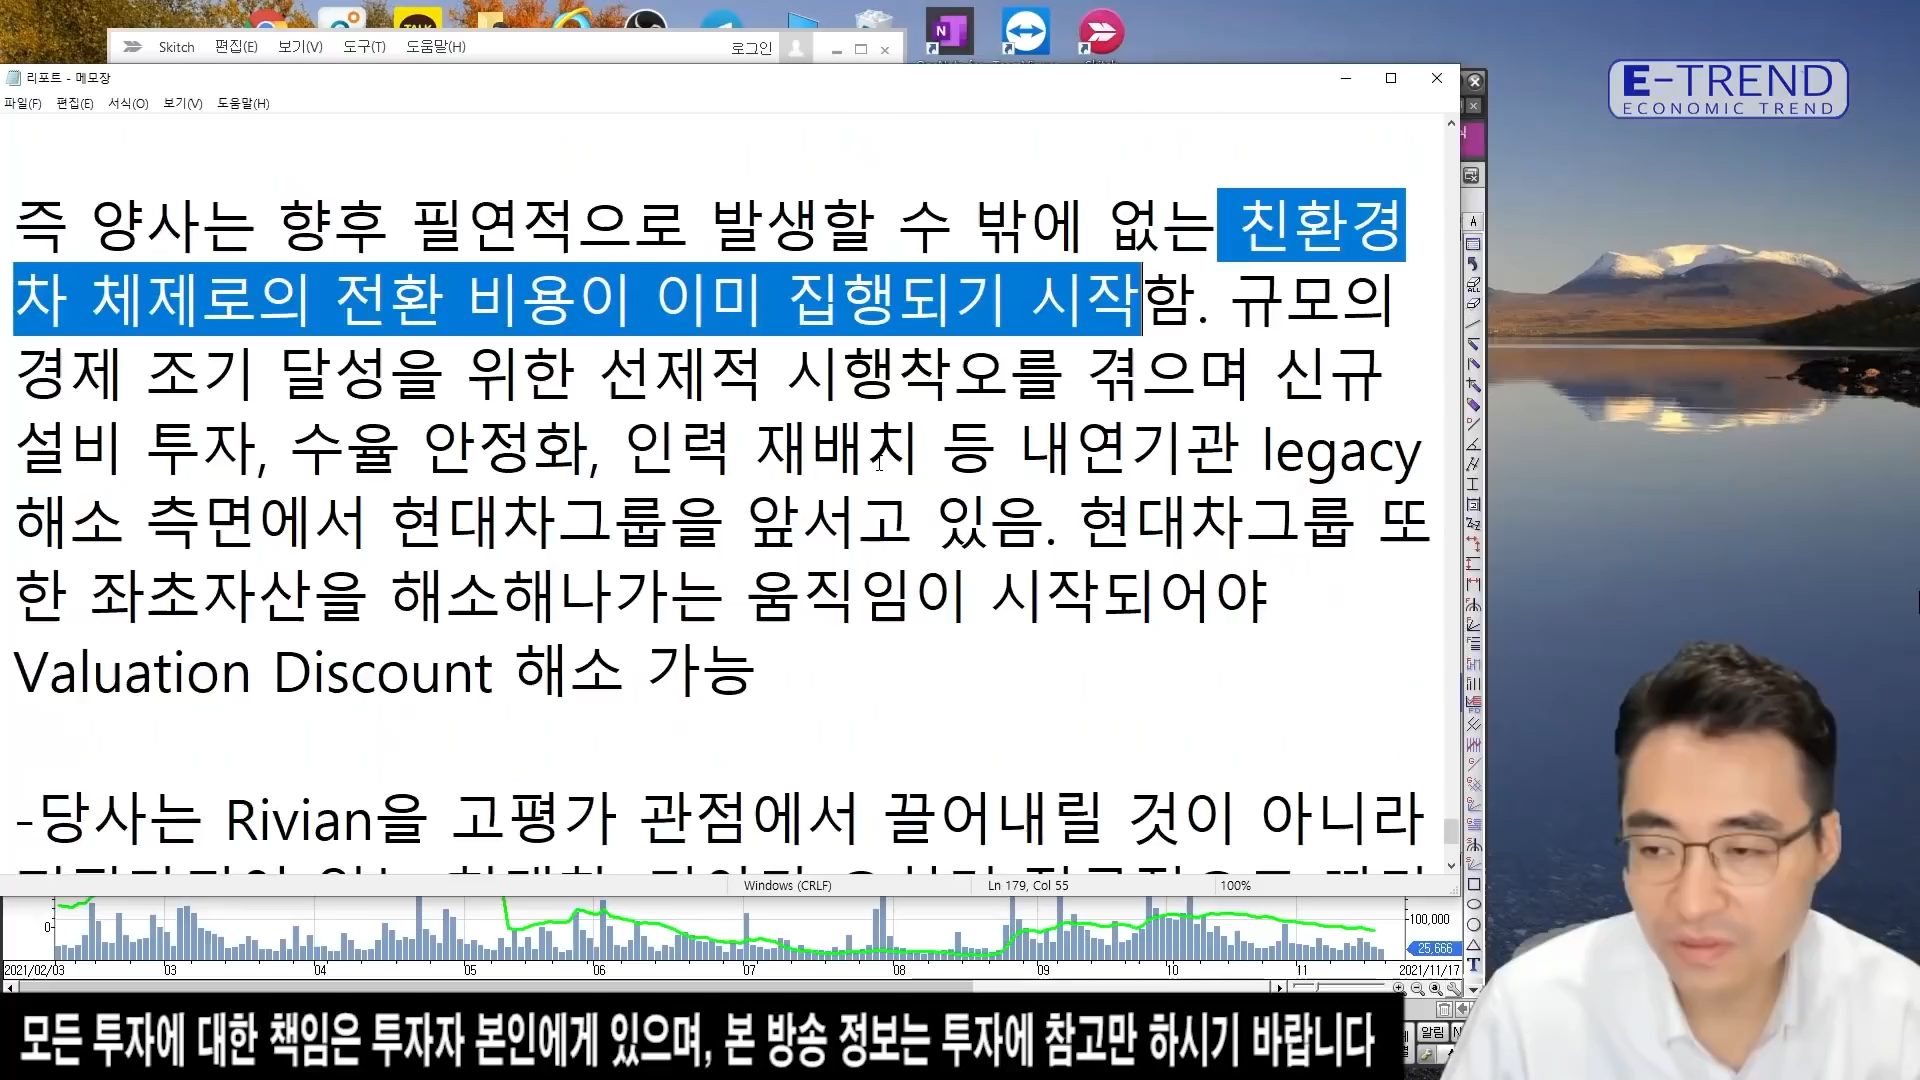 Skitch 편집(E) 보기(V) 도구(T) 도움말(H) 로그인
리포트 - 메모장
파일(F) 편집(E) 서식(O) 보기(V) 도움말(H)
E-TREND
ECONOMIC TREND
즉 양사는 향후 필연적으로 발생할 수 밖에 없는 친환경
차 체제로의 전환 비용이 이미 집행되기 시작함. 규모의
경제 조기 달성을 위한 선제적 시행착오를 겪으며 신규
설비 투자, 수율 안정화, 인력 재배치 등 내연기관 legacy
해소 측면에서 현대차그룹을 앞서고 있음. 현대차그룹 또
한 좌초자산을 해소해나가는 움직임이 시작되어야
Valuation Discount 해소 가능
-당사는 Rivian을 고평가 관점에서 끌어내릴 것이 아니라
Windows (CRLF) Ln 179, Col 55 100%
0
100,000
25,666
2021/02/03 03 04 05 06 07 08 09 10 11 2021/11/17
알림
모든 투자에 대한 책임은 투자자 본인에게 있으며, 본 방송 정보는 투자에 참고만 하시기 바랍니다